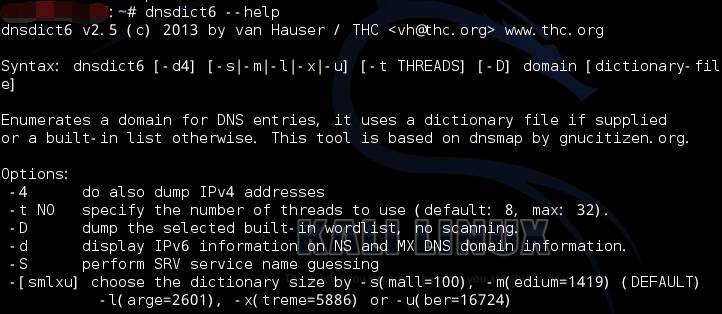 :~# dnsdict6 --help
dnsdict6 v2.5 (c) 2013 by van Hauser / THC <vh@thc.org> www.thc.org
Syntax: dnsdict6 [-d4] [-s|-m|-l|-x|-u] [-t THREADS] [-D] domain [dictionary-fil
e]
Enumerates a domain for DNS entries, it uses a dictionary file if supplied
or a built-in list otherwise. This tool is based on dnsmap by gnucitizen.org.
Options:
-4 do also dump IPv4 addresses
-t NO specify the number of threads to use (default: 8, max: 32).
-D dump the selected built-in wordlist, no scanning.
-d display IPv6 information on NS and MX DNS domain information.
-S perform SRV service name guessing
-[smlxu] choose the dictionary size by -s(mall=100), -m(edium=1419) (DEFAULT)
-l(arge=2601), -x(treme=5886) or -u(ber=16724)
KALI LINUX